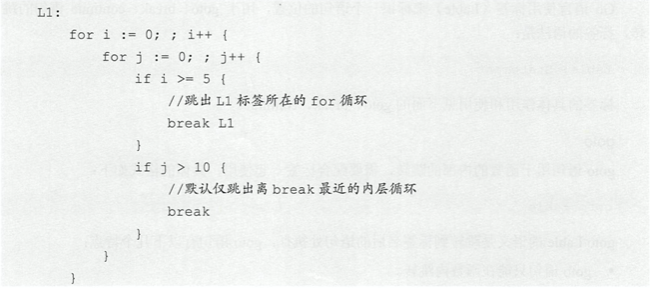 L1:
for i := 0; ; i++ {
for j := 0; ; j++ {
if i >= 5 {
//跳出 L1 标签所在的 for 循环
break L1
}
if j > 10 {
//默认仅跳出离 break 最近的内层循环
break
}
}
}